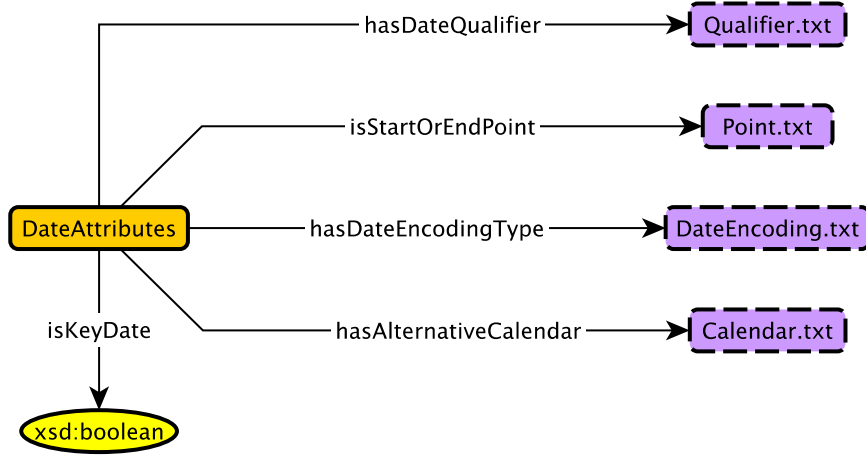 hasDateQualifier
Qualifier.txt
isStartOrEndPoint
Point.txt
DateAttributes
hasDateEncodingType
DateEncoding.txt
isKeyDate
hasAlternativeCalendar
Calendar.txt
xsd:boolean